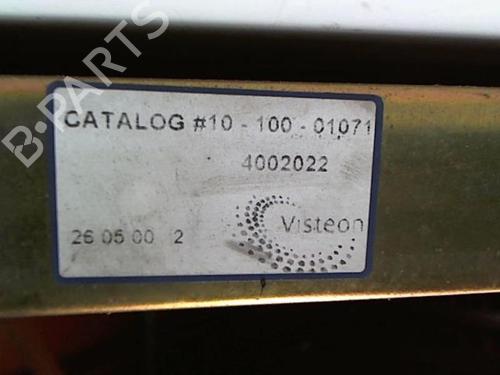 B-PARTS
CATALOG #10 - 100 - 01071
4002022
26 05 00 2
Visteon